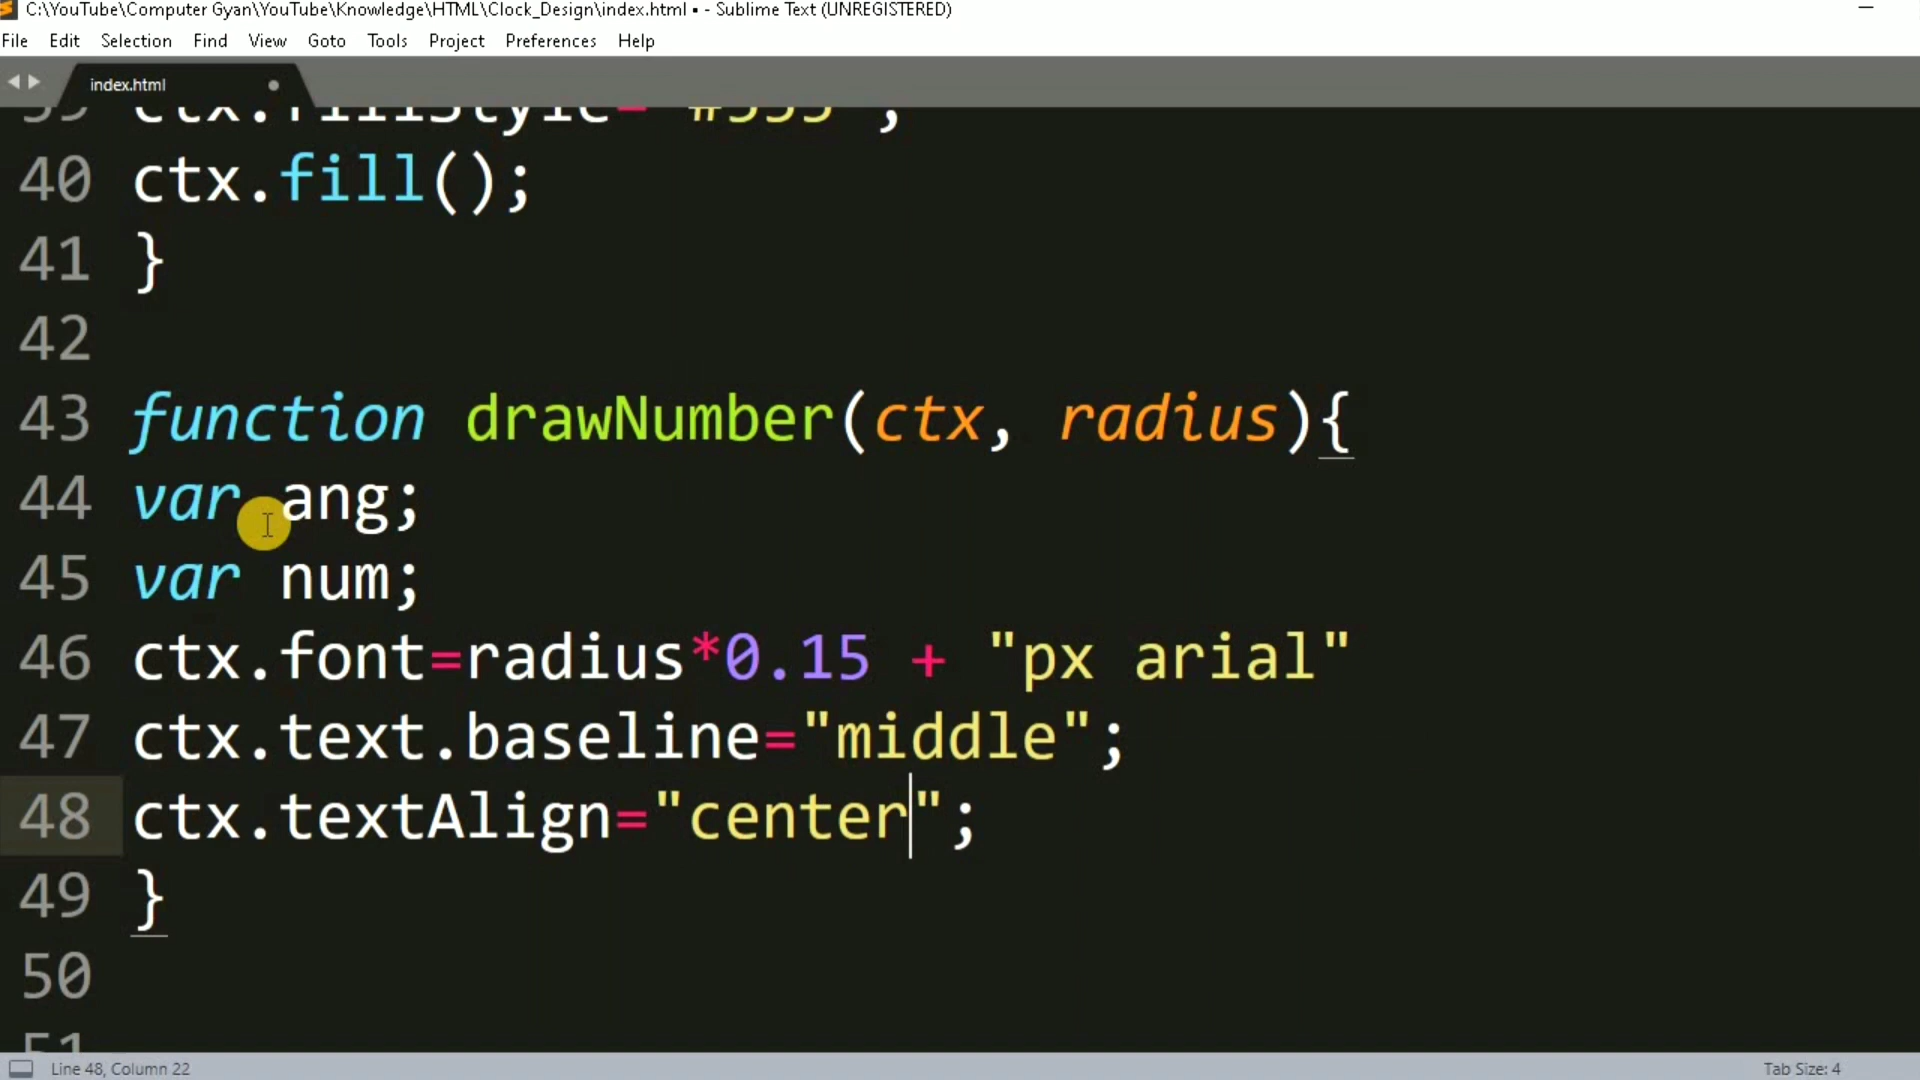 C:\YouTube\Computer Gyan\YouTube\Knowledge\HTML\Clock_Design\index.html • - Sublime Text (UNREGISTERED)
File Edit Selection Find View Goto Tools Project Preferences Help
index.html
40 ctx.fill();
41 }
42
43 function drawNumber(ctx, radius){
44 var ang;
45 var num;
46 ctx.font=radius*0.15 + "px arial"
47 ctx.text.baseline="middle";
48 ctx.textAlign="center";
49 }
50
51
Line 48, Column 22
Tab Size: 4